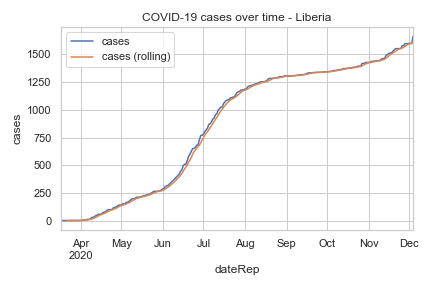 COVID-19 cases over time - Liberia
cases
cases (rolling)
1500
1250
1000
750
500
250
0
cases
Apr May Jun Jul Aug Sep Oct Nov Dec
2020
dateRep